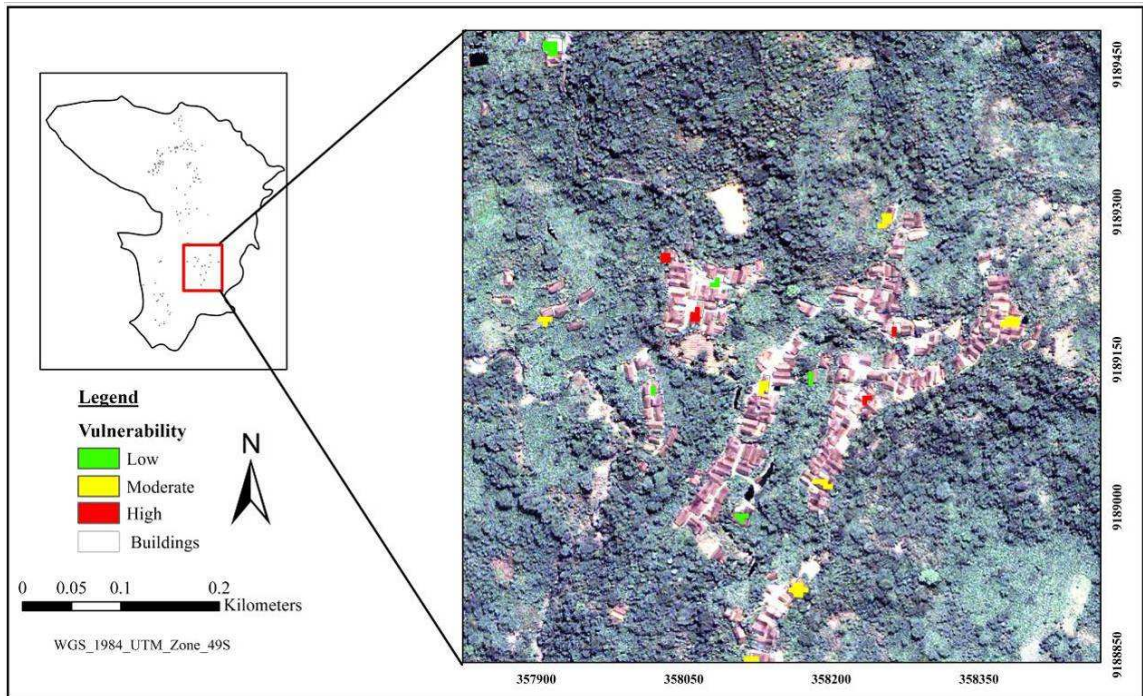 Legend
Vulnerability
Low
Moderate
High
Buildings
N
0 0.05 0.1 0.2
Kilometers
WGS_1984_UTM_Zone_49S
9189450
9189300
9189150
9189000
9188850
357900 358050 358200 358350